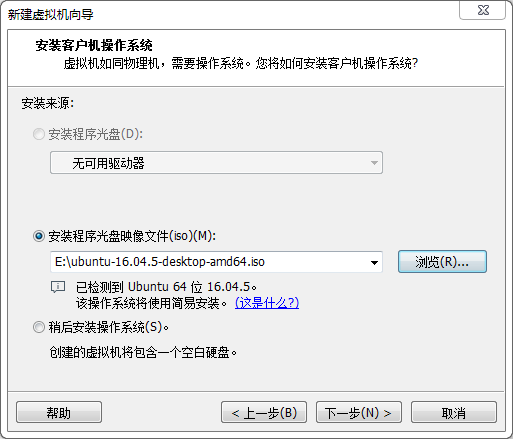 新建虚拟机向导
安装客户机操作系统
虚拟机如同物理机，需要操作系统。您将如何安装客户机操作系统?
安装来源:
安装程序光盘(D):
无可用驱动器
安装程序光盘映像文件(iso)(M):
E:\ubuntu-16.04.5-desktop-amd64.iso
浏览(R)...
已检测到 Ubuntu 64 位 16.04.5。
该操作系统将使用简易安装。 (这是什么?)
稍后安装操作系统(S)。
创建的虚拟机将包含一个空白硬盘。
帮助
< 上一步(B)
下一步(N) >
取消